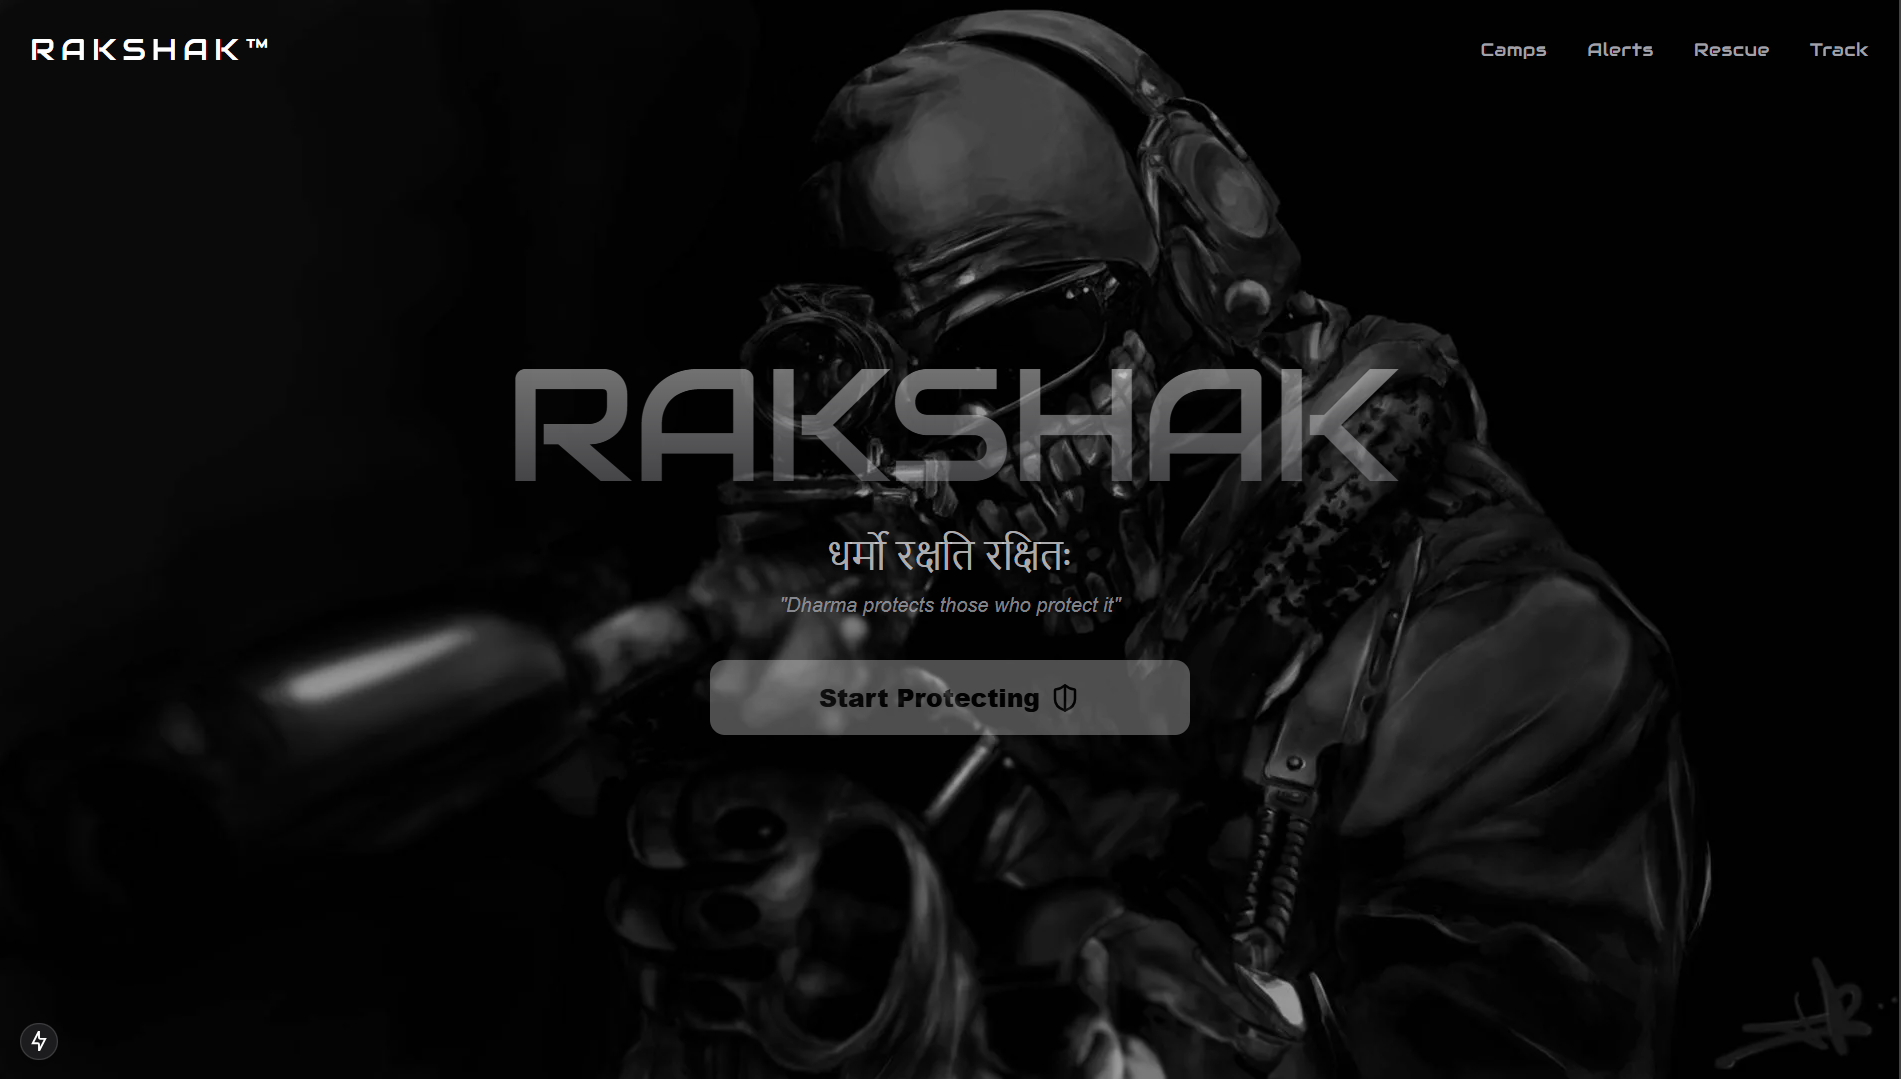 RAKSHAK™
Camps Alerts Rescue Track
RAKSHAK
धर्मो रक्षति रक्षितः
"Dharma protects those who protect it"
Start Protecting